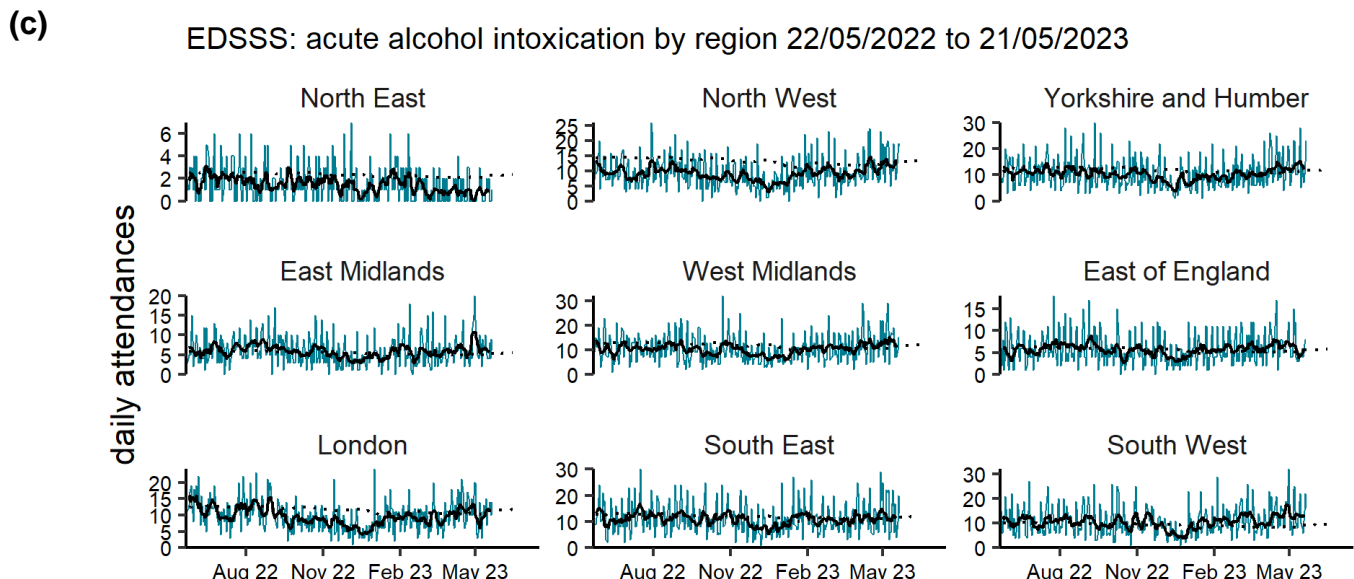 (c)
EDSSS: acute alcohol intoxication by region 22/05/2022 to 21/05/2023
daily attendances
North East
6
4
2
0
North West
25
20
15
10
5
0
Yorkshire and Humber
30
20
10
0
East Midlands
20
15
10
5
0
West Midlands
30
20
10
0
East of England
15
10
5
0
London
20
15
10
5
0
Aug 22 Nov 22 Feb 23 May 23
South East
30
20
10
0
Aug 22 Nov 22 Feb 23 May 23
South West
30
20
10
0
Aug 22 Nov 22 Feb 23 May 23